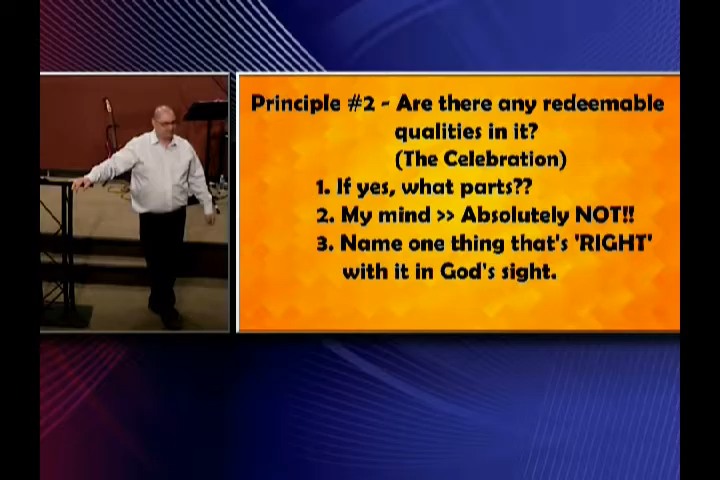 Principle #2 - Are there any redeemable
qualities in it?
(The Celebration)
1. If yes, what parts??
2. My mind >> Absolutely NOT!!
3. Name one thing that's 'RIGHT'
with it in God's sight.